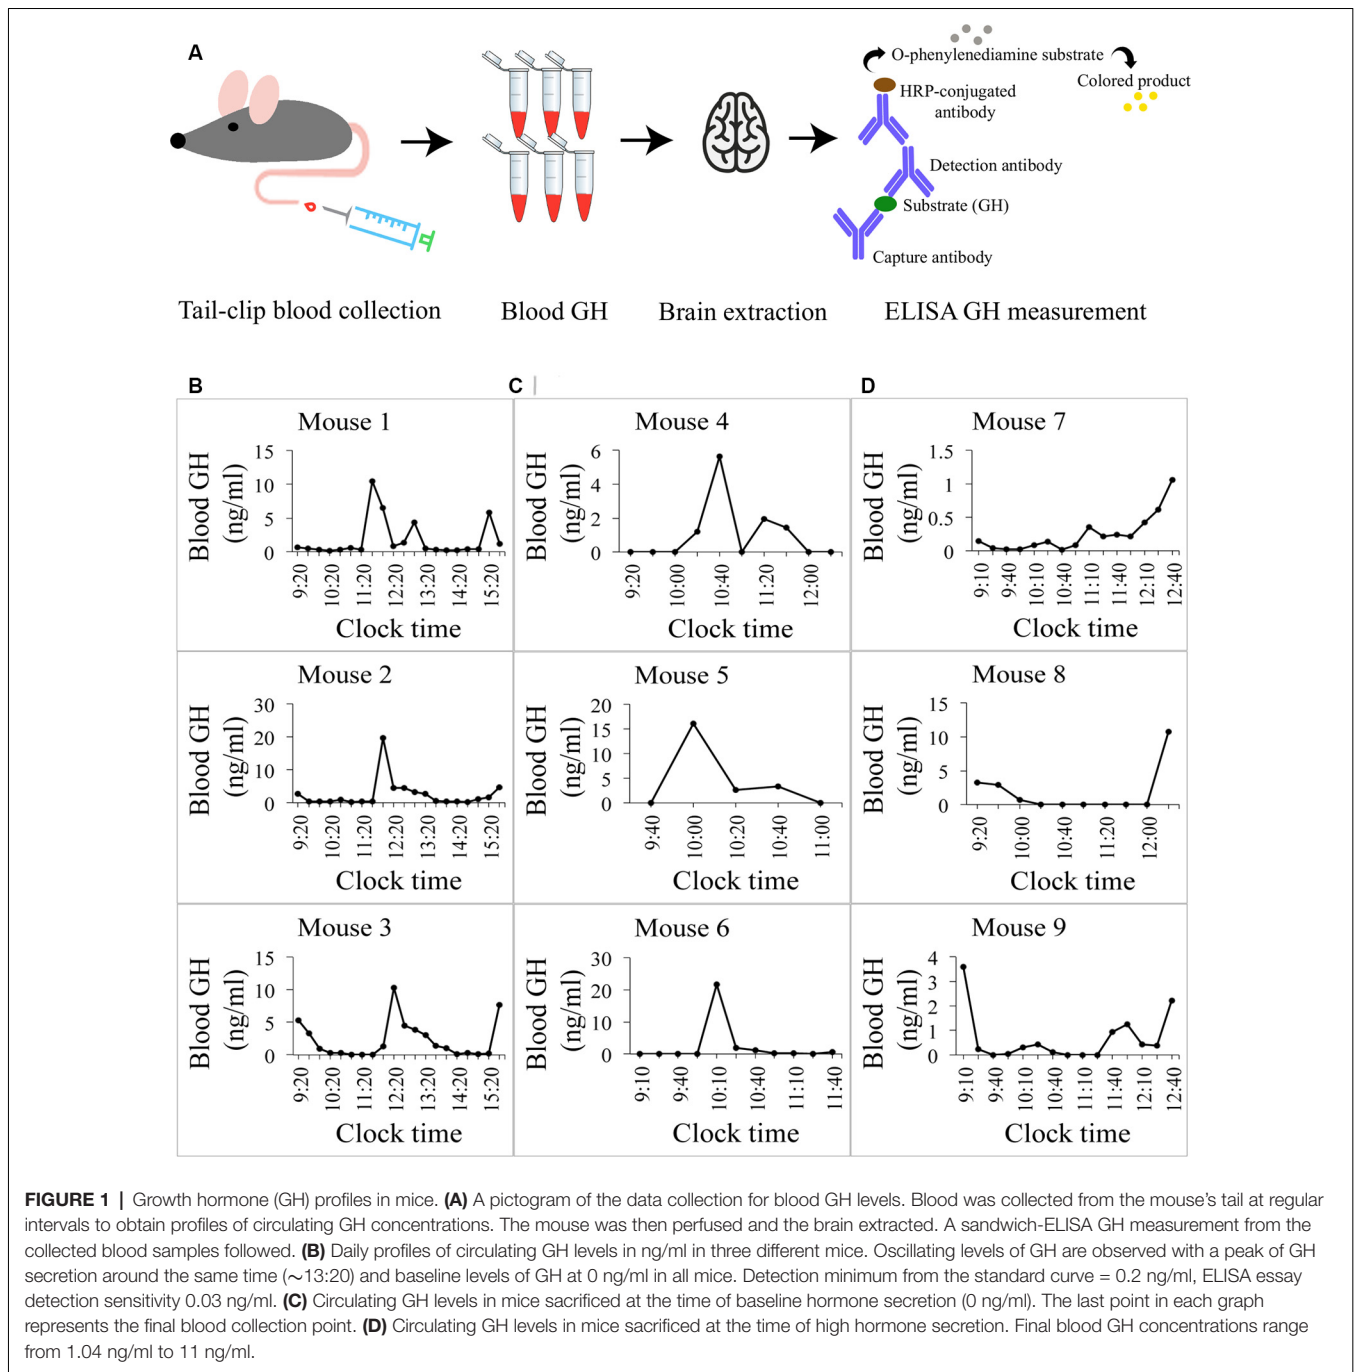 A
O-phenylenediamine substrate
Colored product
HRP-conjugated
antibody
Detection antibody
Substrate (GH)
Capture antibody
Tail-clip blood collection
Blood GH
Brain extraction
ELISA GH measurement
B
C
D
Mouse 1
Blood GH
(ng/ml)
15
10
5
0
9:20
10:20
11:20
12:20
13:20
14:20
15:20
Clock time
Mouse 4
Blood GH
(ng/ml)
6
4
2
0
9:20
10:00
10:40
11:20
12:00
Clock time
Mouse 7
Blood GH
(ng/ml)
1.5
1
0.5
0
9:10
9:40
10:10
10:40
11:10
11:40
12:10
12:40
Clock time
Mouse 2
Blood GH
(ng/ml)
30
20
10
0
9:20
10:20
11:20
12:20
13:20
14:20
15:20
Clock time
Mouse 5
Blood GH
(ng/ml)
20
15
10
5
0
9:40
10:00
10:20
10:40
11:00
Clock time
Mouse 8
Blood GH
(ng/ml)
15
10
5
0
9:20
10:00
10:40
11:20
12:00
Clock time
Mouse 3
Blood GH
(ng/ml)
15
10
5
0
9:20
10:20
11:20
12:20
13:20
14:20
15:20
Clock time
Mouse 6
Blood GH
(ng/ml)
30
20
10
0
9:10
9:40
10:10
10:40
11:10
11:40
Clock time
Mouse 9
Blood GH
(ng/ml)
4
3
2
1
0
9:10
9:40
10:10
10:40
11:10
11:40
12:10
12:40
Clock time
FIGURE 1 | Growth hormone (GH) profiles in mice. (A) A pictogram of the data collection for blood GH levels. Blood was collected from the mouse's tail at regular
intervals to obtain profiles of circulating GH concentrations. The mouse was then perfused and the brain extracted. A sandwich-ELISA GH measurement from the
collected blood samples followed. (B) Daily profiles of circulating GH levels in ng/ml in three different mice. Oscillating levels of GH are observed with a peak of GH
secretion around the same time (∼13:20) and baseline levels of GH at 0 ng/ml in all mice. Detection minimum from the standard curve = 0.2 ng/ml, ELISA essay
detection sensitivity 0.03 ng/ml. (C) Circulating GH levels in mice sacrificed at the time of baseline hormone secretion (0 ng/ml). The last point in each graph
represents the final blood collection point. (D) Circulating GH levels in mice sacrificed at the time of high hormone secretion. Final blood GH concentrations range
from 1.04 ng/ml to 11 ng/ml.